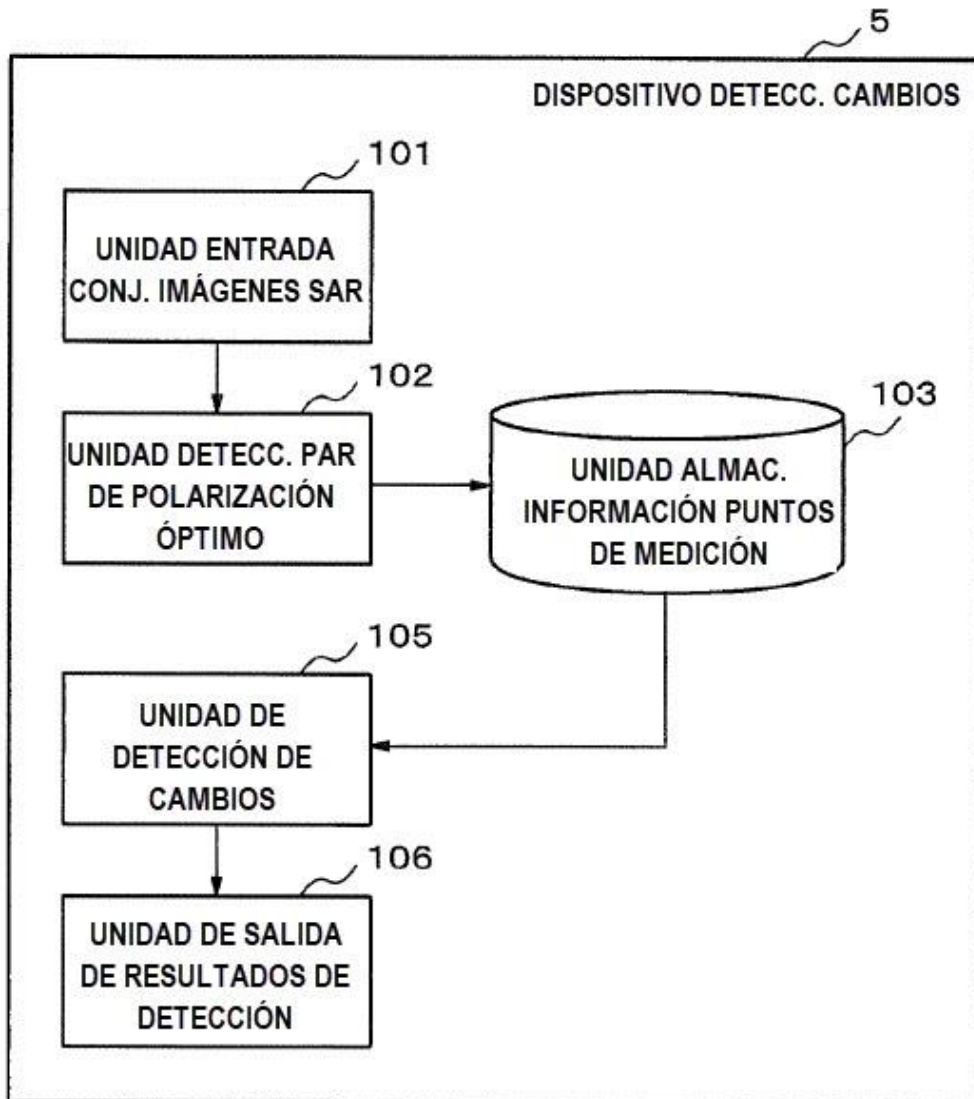 5
DISPOSITIVO DETECC. CAMBIOS
101
UNIDAD ENTRADA
CONJ. IMÁGENES SAR
102
UNIDAD DETECC. PAR
DE POLARIZACIÓN
ÓPTIMO
103
UNIDAD ALMAC.
INFORMACIÓN PUNTOS
DE MEDICIÓN
105
UNIDAD DE
DETECCIÓN DE
CAMBIOS
106
UNIDAD DE SALIDA
DE RESULTADOS DE
DETECCIÓN